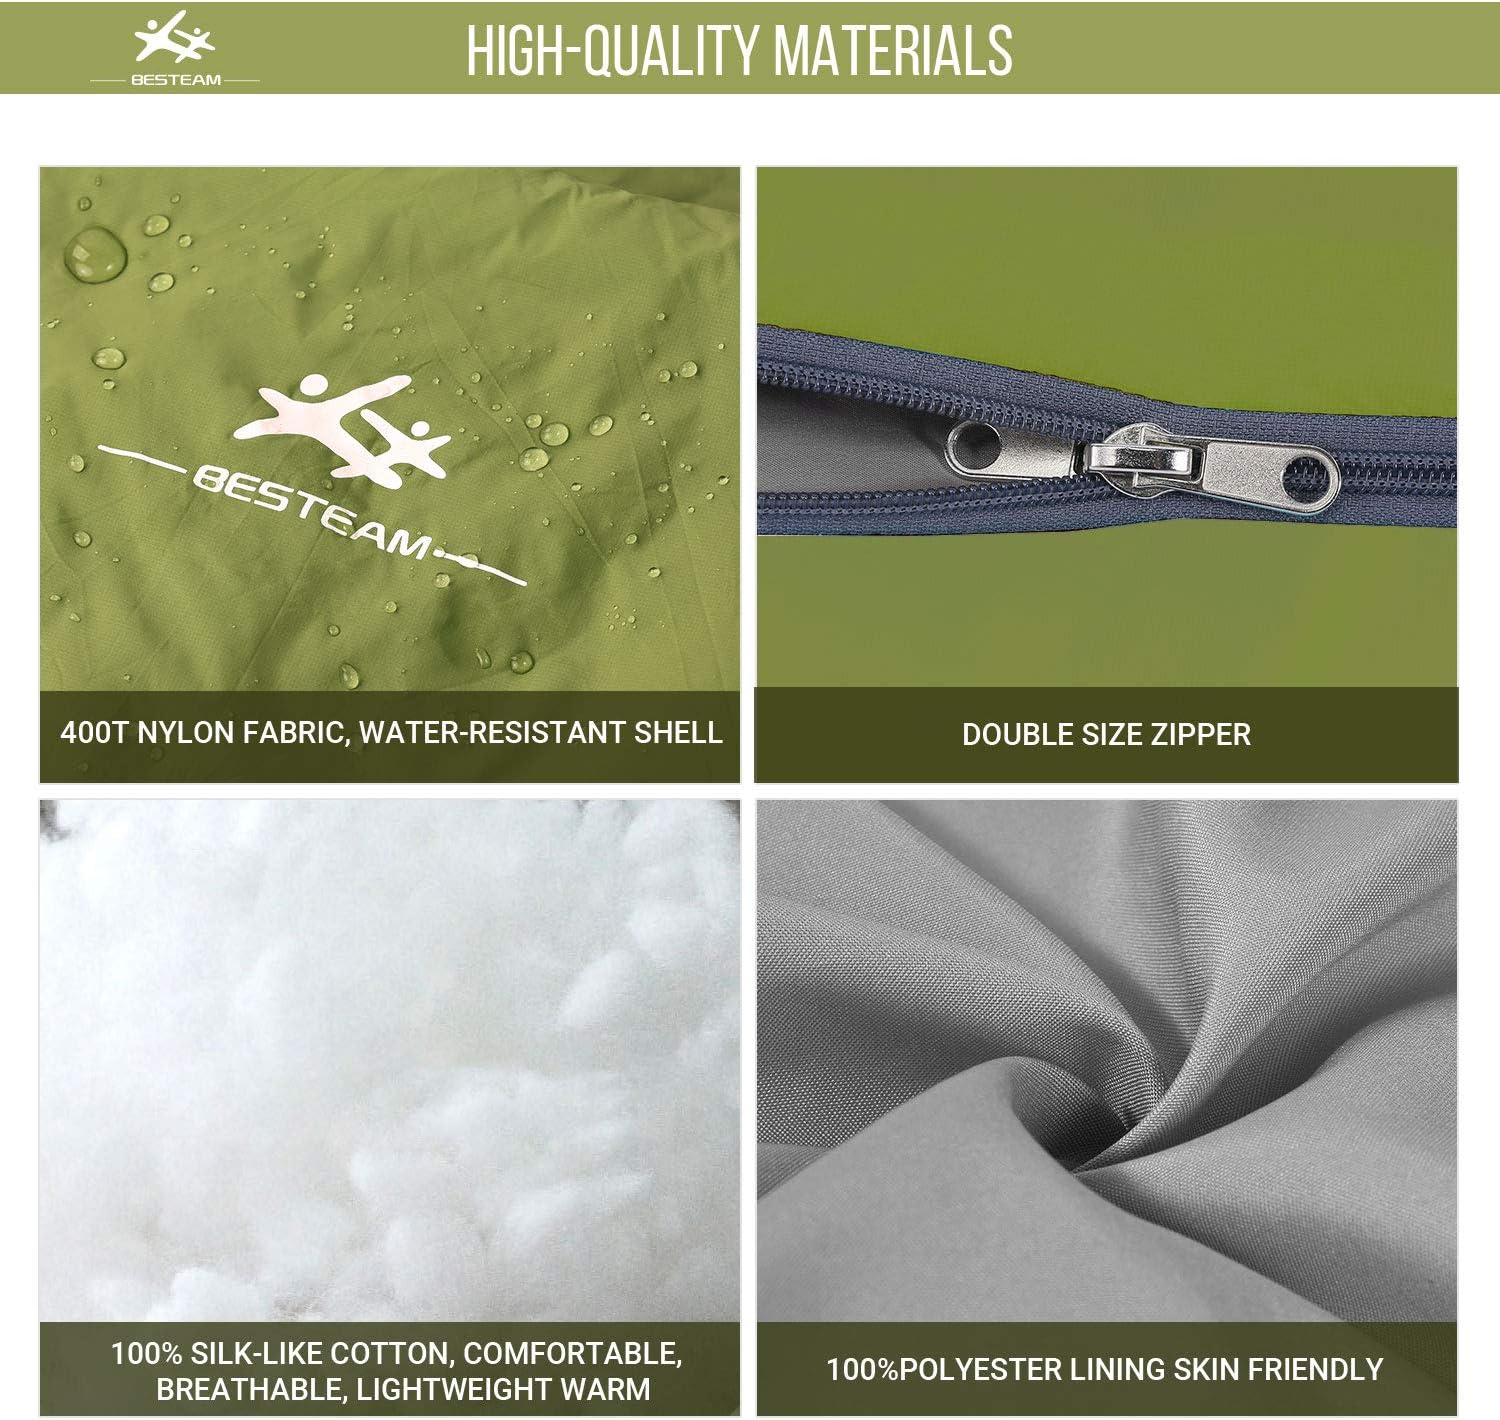 BESTEAM
HIGH-QUALITY MATERIALS
BESTEAM
400T NYLON FABRIC, WATER-RESISTANT SHELL
DOUBLE SIZE ZIPPER
100% SILK-LIKE COTTON, COMFORTABLE,
BREATHABLE, LIGHTWEIGHT WARM
100%POLYESTER LINING SKIN FRIENDLY